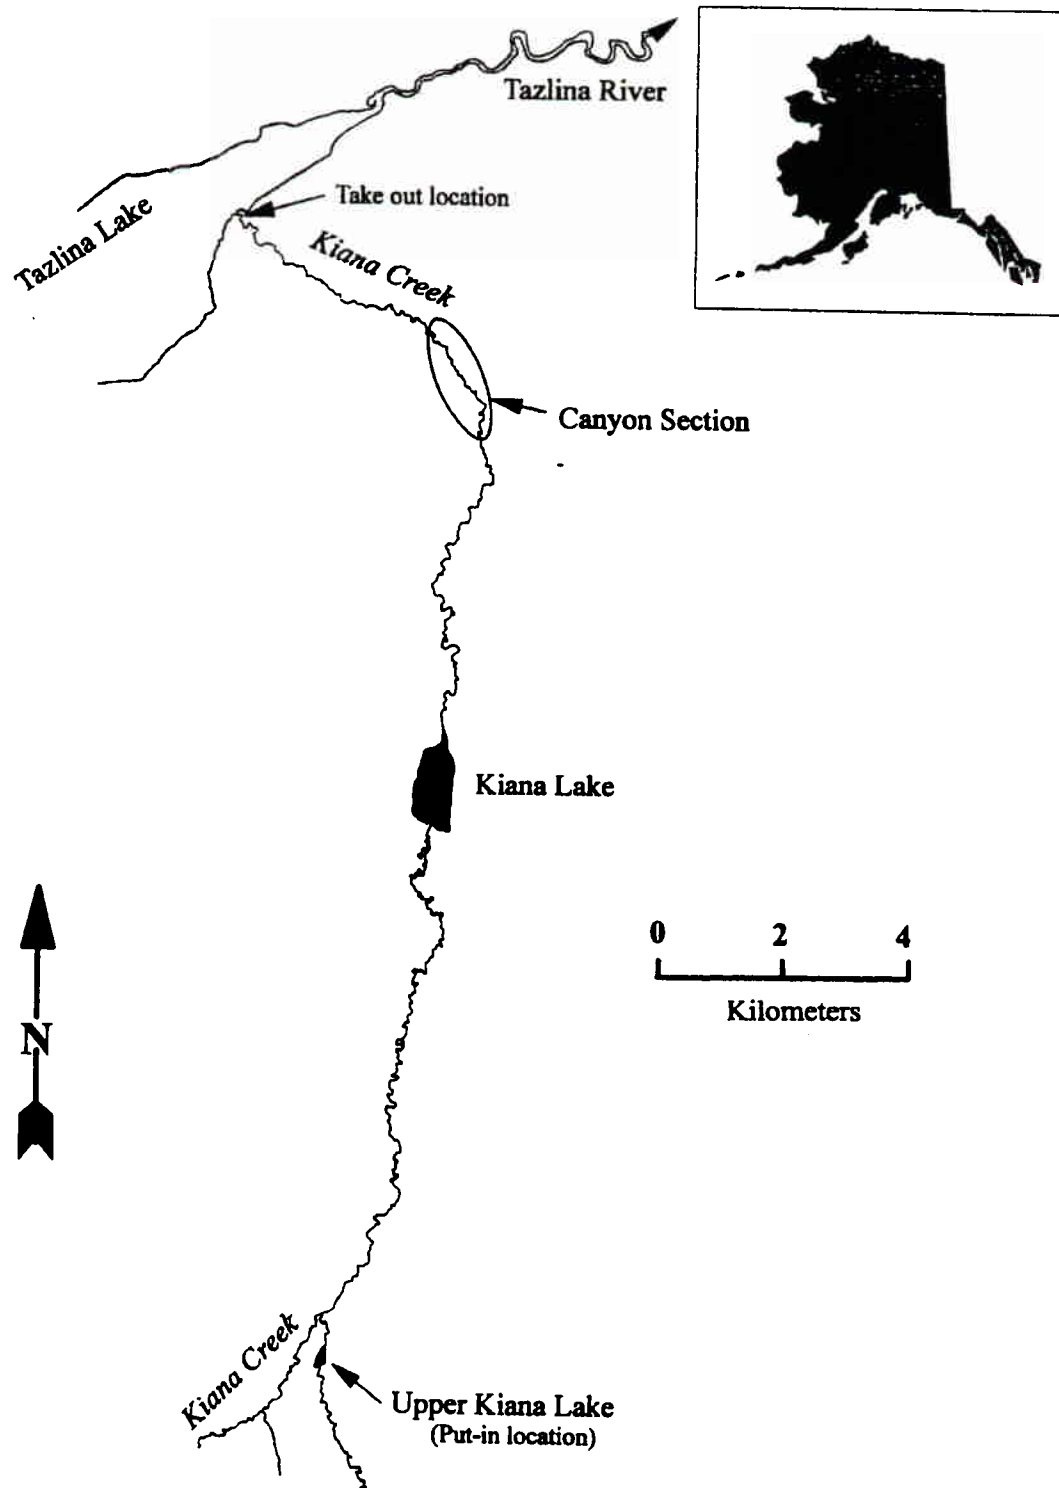 Tazlina River
Take out location
Tazlina Lake
Kiana Creek
Canyon Section
Kiana Lake
0 2 4
Kilometers
N
Kiana Creek
Upper Kiana Lake
(Put-in location)